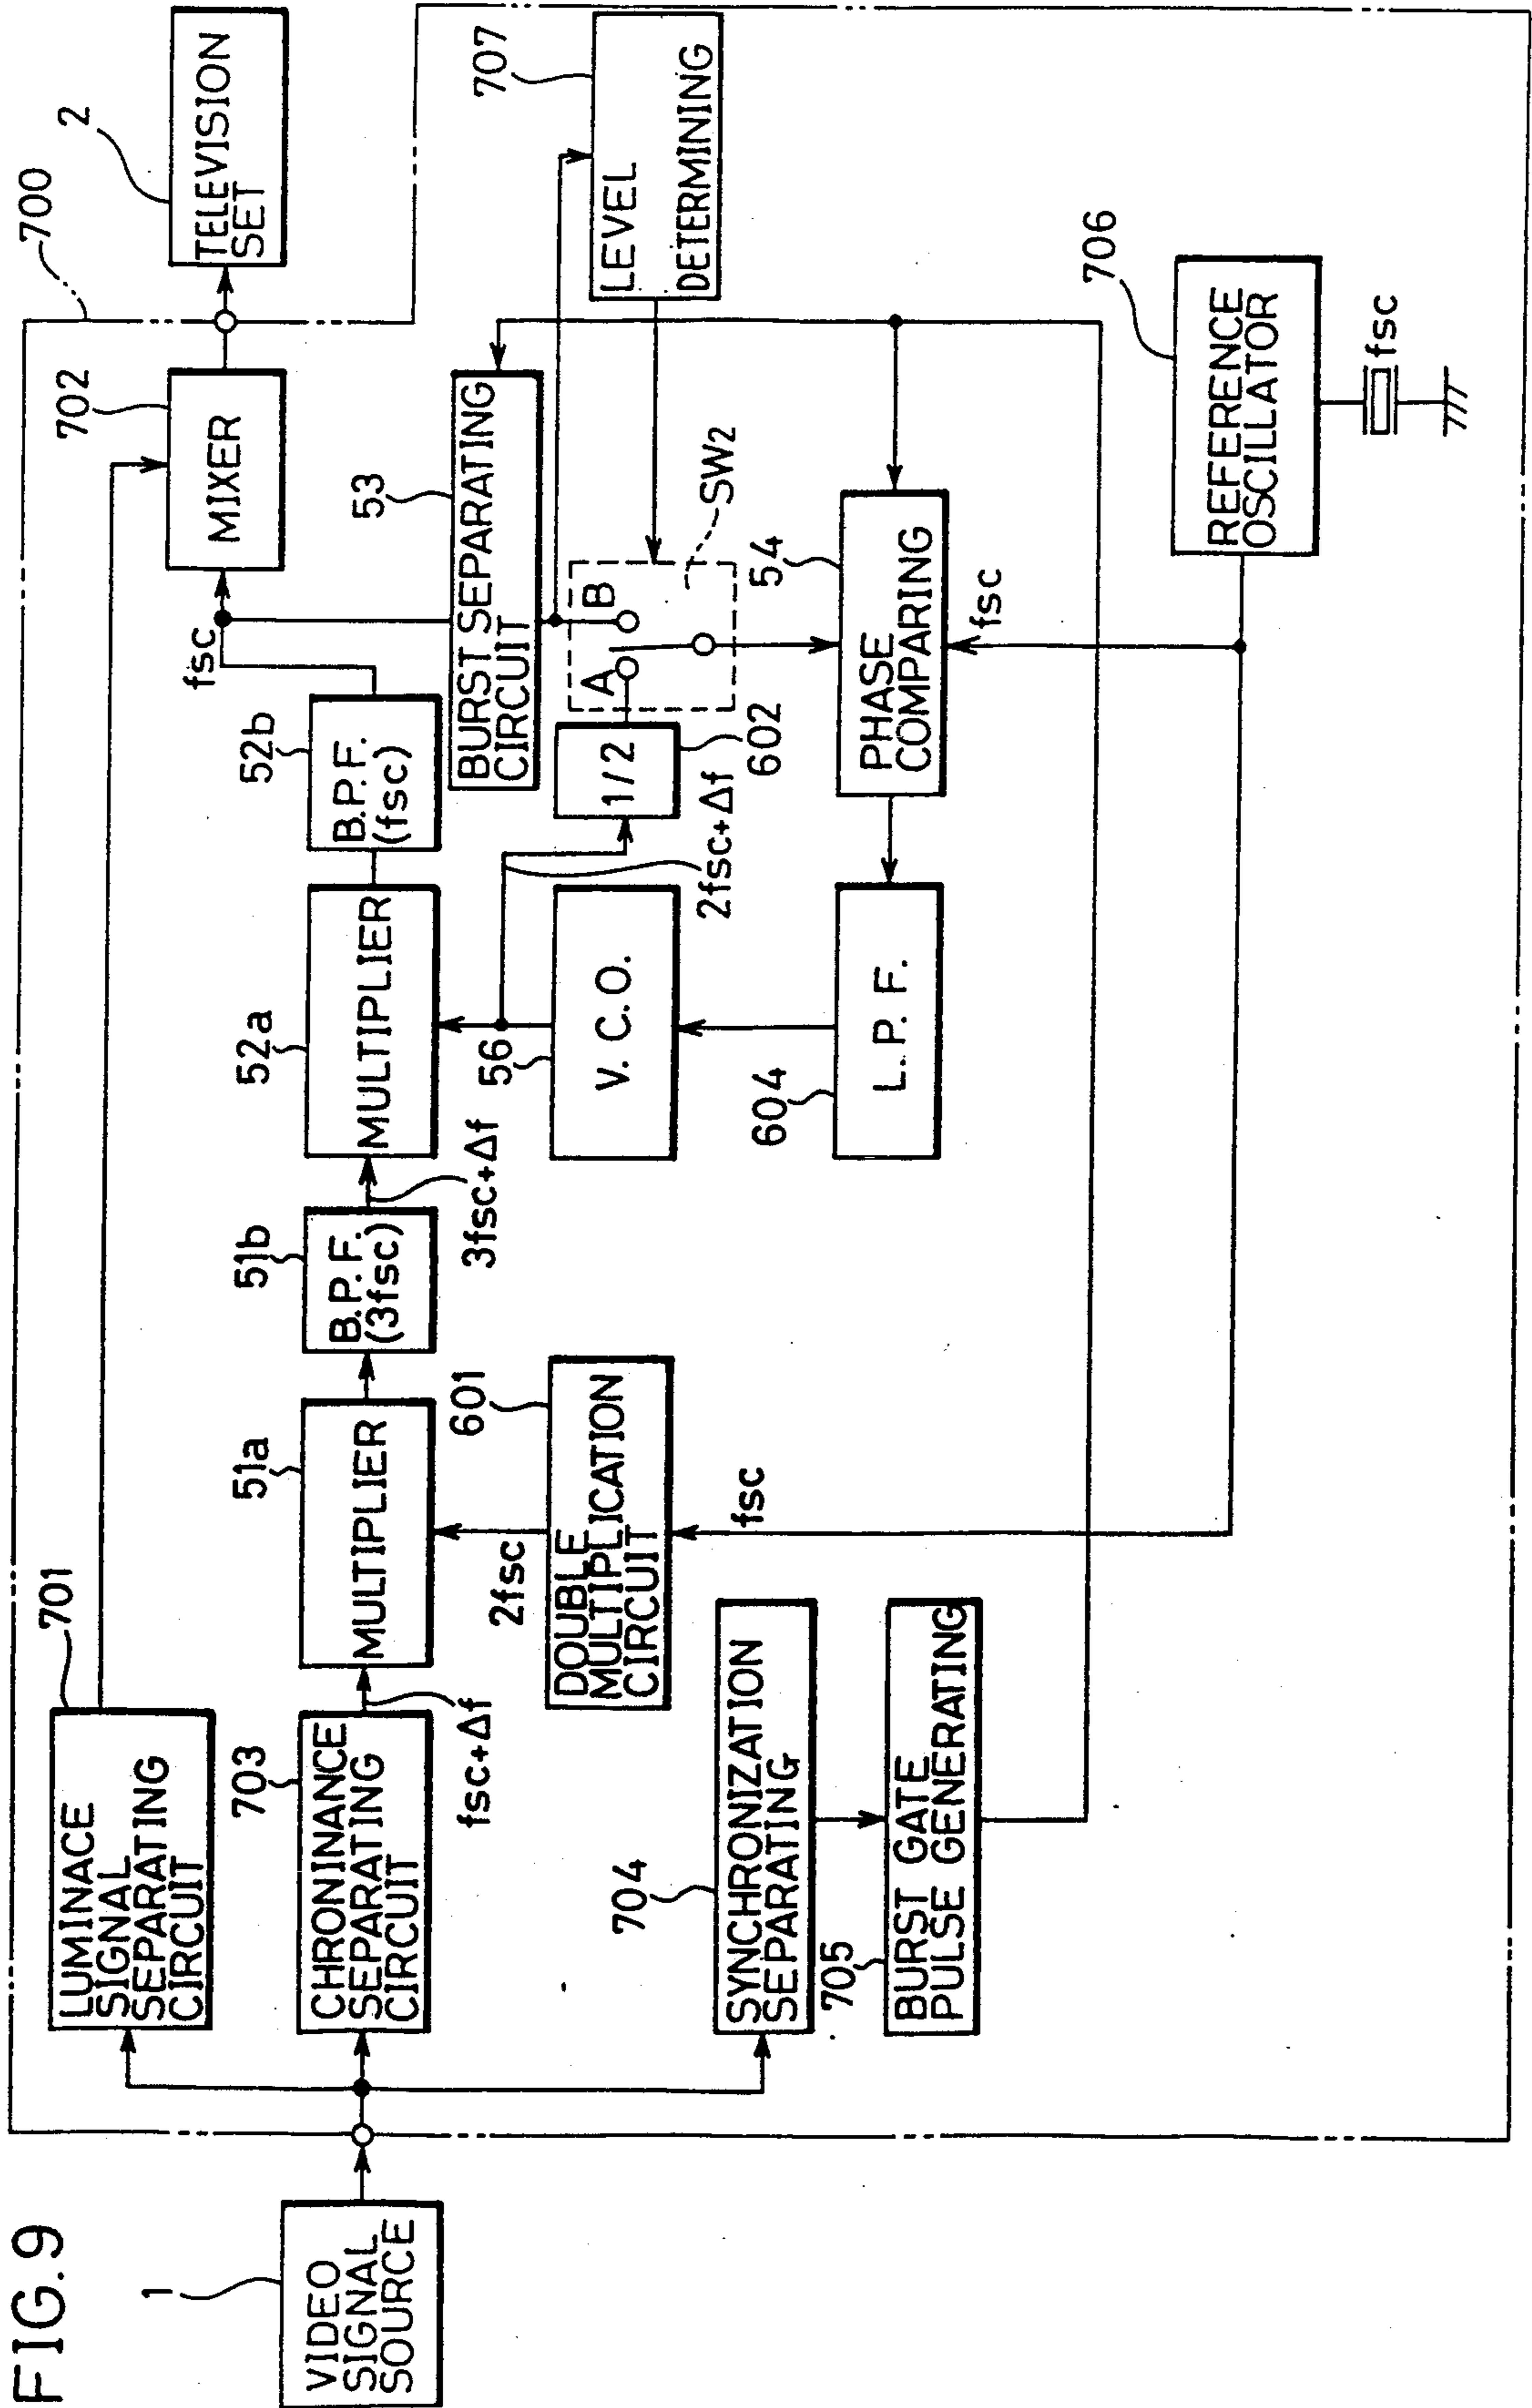 FIG.9
1
VIDEO
SIGNAL
SOURCE
700
701
LUMINACE
SIGNAL
SEPARATING
CIRCUIT
702
MIXER
2
TELEVISION
SET
703
CHRONINANCE
SEPARATING
CIRCUIT
fsc+Δf
51a
MULTIPLIER
51b
B.P.F.
(3fsc)
3fsc+Δf
52a
MULTIPLIER
52b
B.P.F.
(fsc)
fsc
2fsc
601
DOUBLE
MULTIPLICATION
CIRCUIT
fsc
56
V.C.O.
2fsc+Δf
1/2
602
53
BURST SEPARATING
CIRCUIT
A
B
SW2
707
LEVEL
DETERMINING
704
SYNCHRONIZATION
SEPARATING
705
BURST GATE
PULSE GENERATING
604
L.P.F.
54
PHASE
COMPARING
fsc
706
REFERENCE
OSCILLATOR
fsc